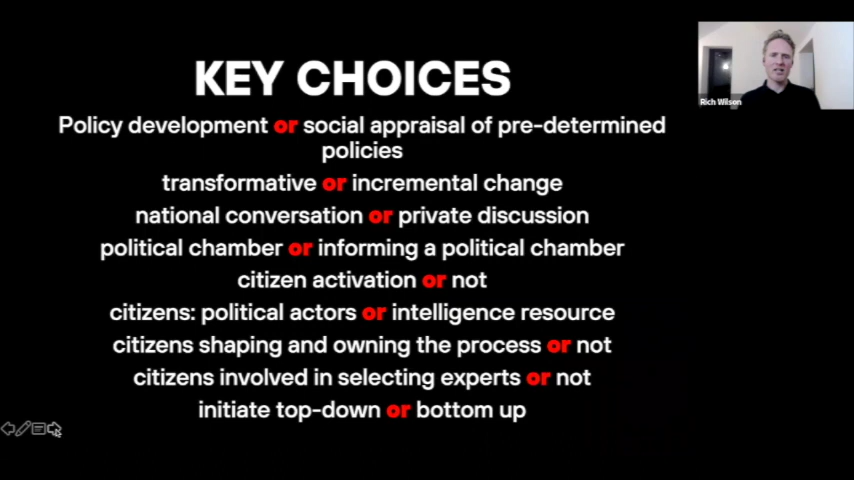 KEY CHOICES
Policy development or social appraisal of pre-determined
policies
transformative or incremental change
national conversation or private discussion
political chamber or informing a political chamber
citizen activation or not
citizens: political actors or intelligence resource
citizens shaping and owning the process or not
citizens involved in selecting experts or not
initiate top-down or bottom up
Rich Wilson